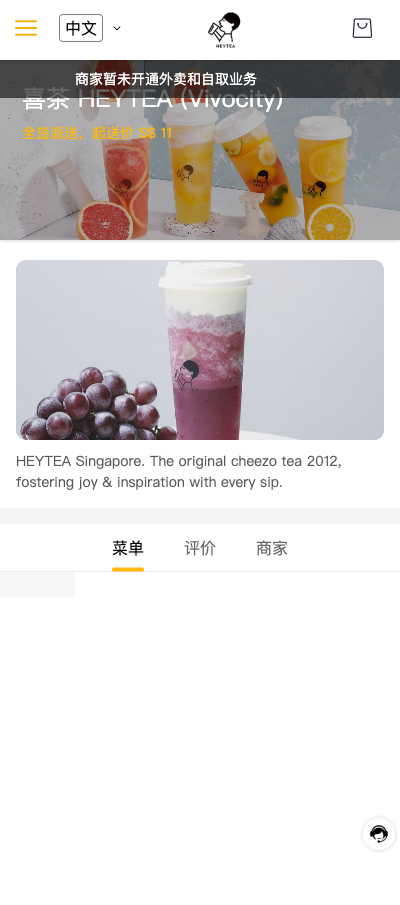 中文
HEYTEA
商家暂未开通外卖和自取业务
喜茶 HEYTEA (Vivocity)
全岛外送，起送价 S$ 11
HEYTEA Singapore. The original cheezo tea 2012,
fostering joy & inspiration with every sip.
菜单
评价
商家